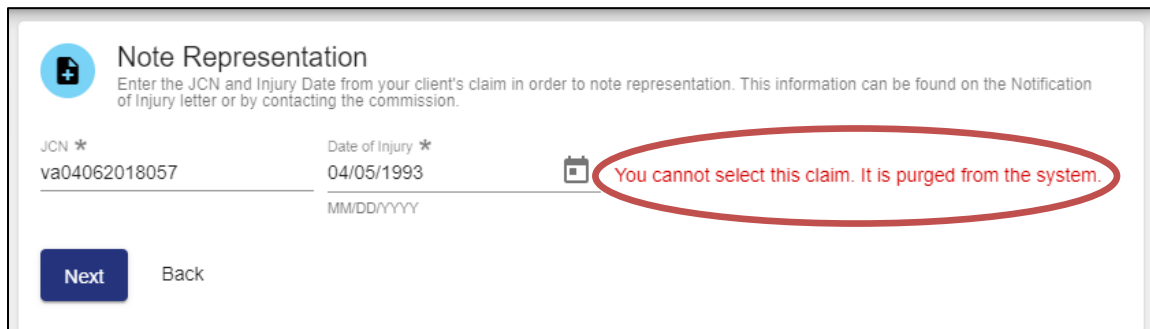 Note Representation
Enter the JCN and Injury Date from your client's claim in order to note representation. This information can be found on the Notification
of Injury letter or by contacting the commission.
JCN * Date of Injury *
va04062018057 04/05/1993 You cannot select this claim. It is purged from the system.
MM/DD/YYYY
Next Back